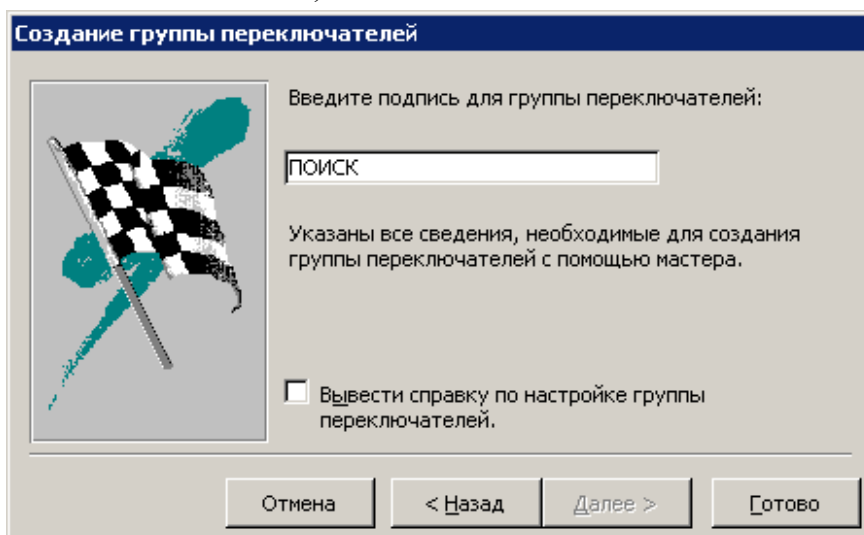 Создание группы переключателей
Введите подпись для группы переключателей:
ПОИСК
Указаны все сведения, необходимые для создания
группы переключателей с помощью мастера.
Вывести справку по настройке группы
переключателей.
Отмена
< Назад
Далее >
Готово